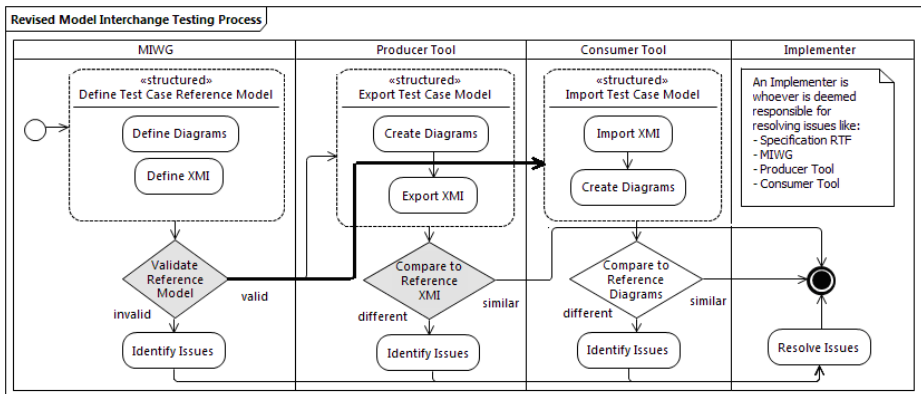 Revised Model Interchange Testing Process
MIWG
Producer Tool
Consumer Tool
Implementer
«structured»
Define Test Case Reference Model
Define Diagrams
Define XMI
Validate
Reference
Model
valid
invalid
Identify Issues
«structured»
Export Test Case Model
Create Diagrams
Export XMI
Compare to
Reference
XMI
similar
different
Identify Issues
«structured»
Import Test Case Model
Import XMI
Create Diagrams
Compare to
Reference
Diagrams
similar
different
Identify Issues
An Implementer is
whoever is deemed
responsible for
resolving issues like:
- Specification RTF
- MIWG
- Producer Tool
- Consumer Tool
Resolve Issues